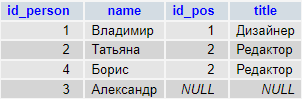 id_person name id_pos title
1 Владимир 1 Дизайнер
2 Татьяна 2 Редактор
4 Борис 2 Редактор
3 Александр NULL NULL